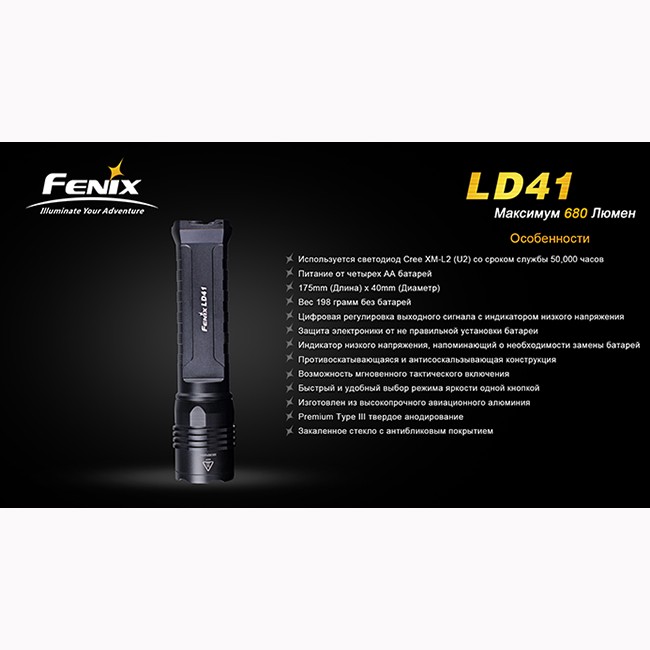 FENIX
Illuminate Your Adventure
LD41
Максимум 680 Люмен
Особенности
Используется светодиод Cree XM-L2 (U2) со сроком службы 50,000 часов
Питание от четырех АА батарей
175mm (Длина) x 40mm (Диаметр)
Вес 198 грамм без батарей
Цифровая регулировка выходного сигнала с индикатором низкого напряжения
Защита электроники от не правильной установки батареи
Индикатор низкого напряжения, напоминающий о необходимости замены батарей
Противоскатывающаяся и антискользывающая конструкция
Возможность мгновенного тактического включения
Быстрый и удобный выбор режима яркости одной кнопкой
Изготовлен из высокопрочного авиационного алюминия
Premium Type III твердое анодирование
Закаленное стекло с антибликовым покрытием
FENIX LD41